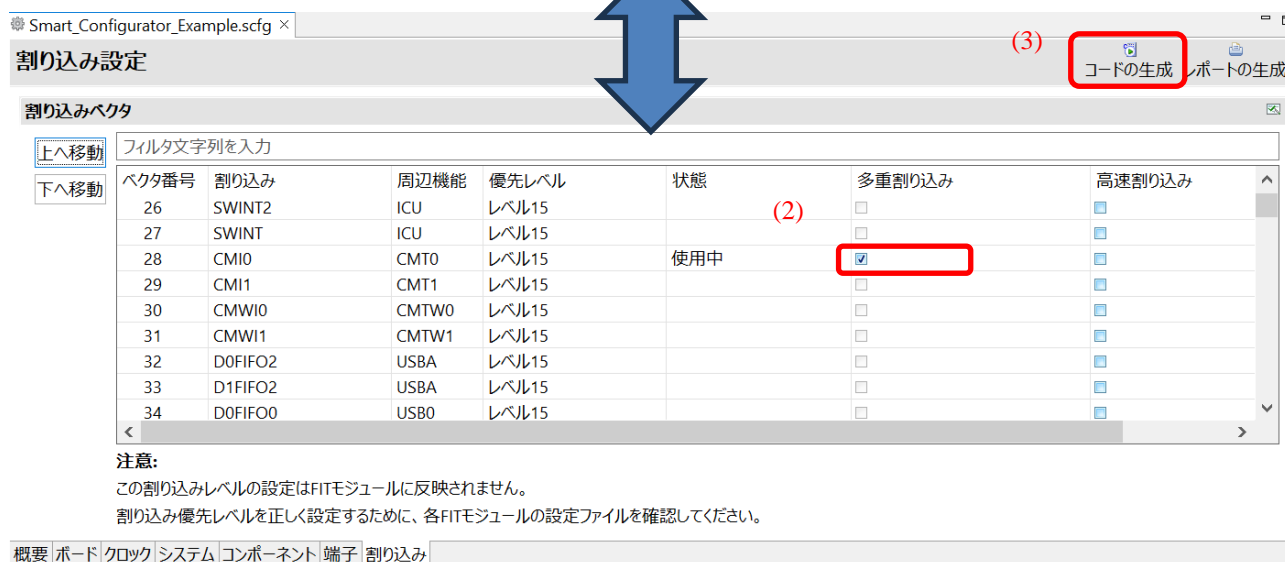 Smart_Configurator_Example.scfg ×
(3)
割り込み設定
コードの生成 レポートの生成
割り込みベクタ
上へ移動 フィルタ文字列を入力
下へ移動
ベクタ番号 割り込み 周辺機能 優先レベル 状態 多重割り込み 高速割り込み
26 SWINT2 ICU レベル15
(2)
27 SWINT ICU レベル15
28 CMI0 CMT0 レベル15 使用中
29 CMI1 CMT1 レベル15
30 CMWI0 CMTW0 レベル15
31 CMWI1 CMTW1 レベル15
32 D0FIFO2 USBA レベル15
33 D1FIFO2 USBA レベル15
34 D0FIFO0 USB0 レベル15
注意:
この割り込みレベルの設定はFITモジュールに反映されません。
割り込み優先レベルを正しく設定するために、各FITモジュールの設定ファイルを確認してください。
概要 ボード クロック システム コンポーネント 端子 割り込み